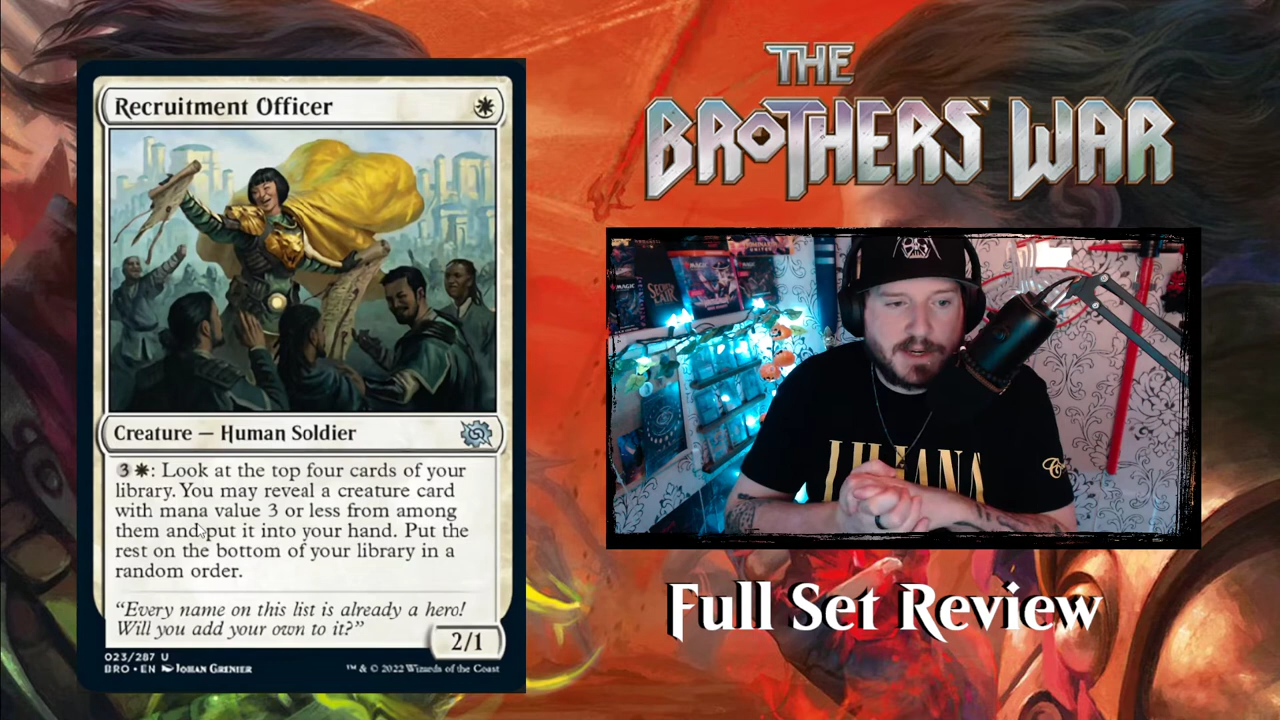 Recruitment Officer
Creature — Human Soldier
3 : Look at the top four cards of your
library. You may reveal a creature card
with mana value 3 or less from among
them and put it into your hand. Put the
rest on the bottom of your library in a
random order.
“Every name on this list is already a hero!
Will you add your own to it?”
2/1
023/287 U
BRO • EN JOHAN GRENIER
™ & © 2022 Wizards of the Coast
THE
BROTHERS' WAR
MAGIC
SECRET
LAIR
LILIANA
Full Set Review